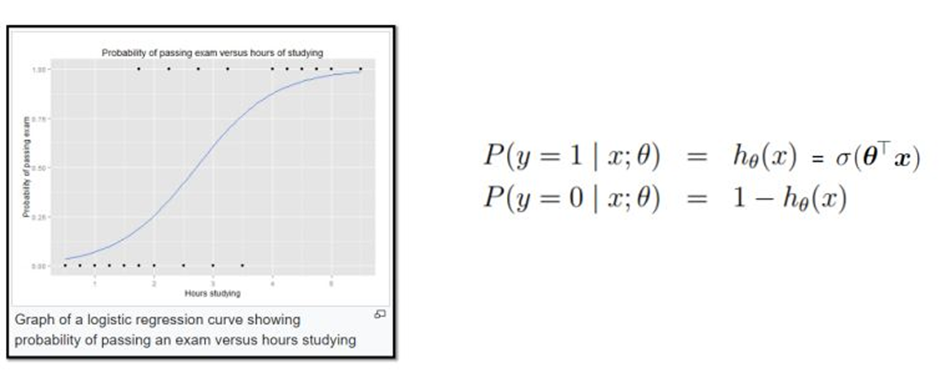 Probability of passing exam versus hours of studying
Probability of passing exam
1.00
0.75
0.50
0.25
0.00
1 2 3 4 5
Hours studying
Graph of a logistic regression curve showing
probability of passing an exam versus hours studying
P(y = 1 | x; θ) = hθ(x) = σ(θ⊤x)
P(y = 0 | x; θ) = 1 − hθ(x)